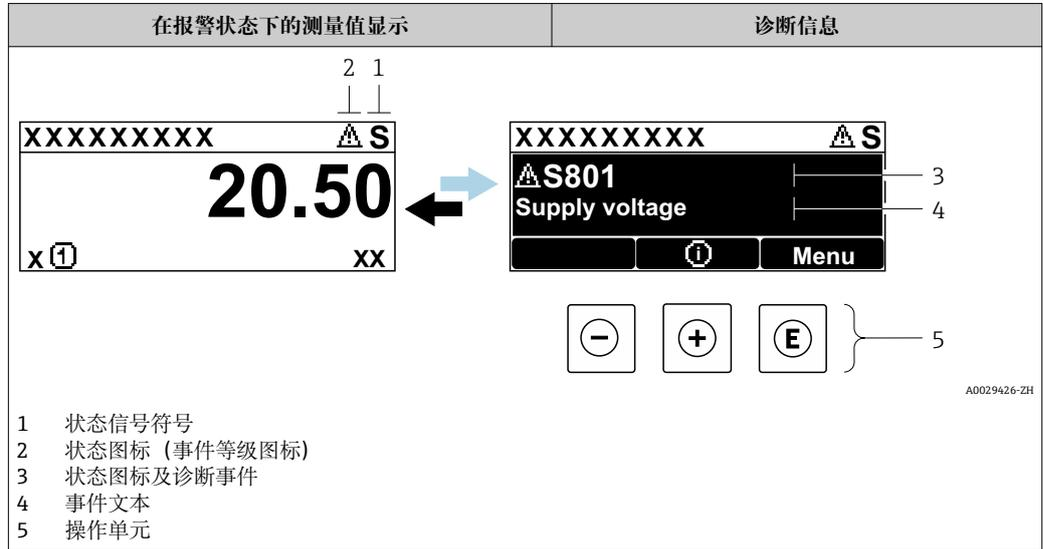 在报警状态下的测量值显示
诊断信息
2 1
XXXXXXXXX ⚠ S
20.50
x ① xx
XXXXXXXXX ⚠ S
⚠S801
Supply voltage
ⓘ Menu
3
4
− + E
5
A0029426-ZH
1 状态信号符号
2 状态图标（事件等级图标）
3 状态图标及诊断事件
4 事件文本
5 操作单元